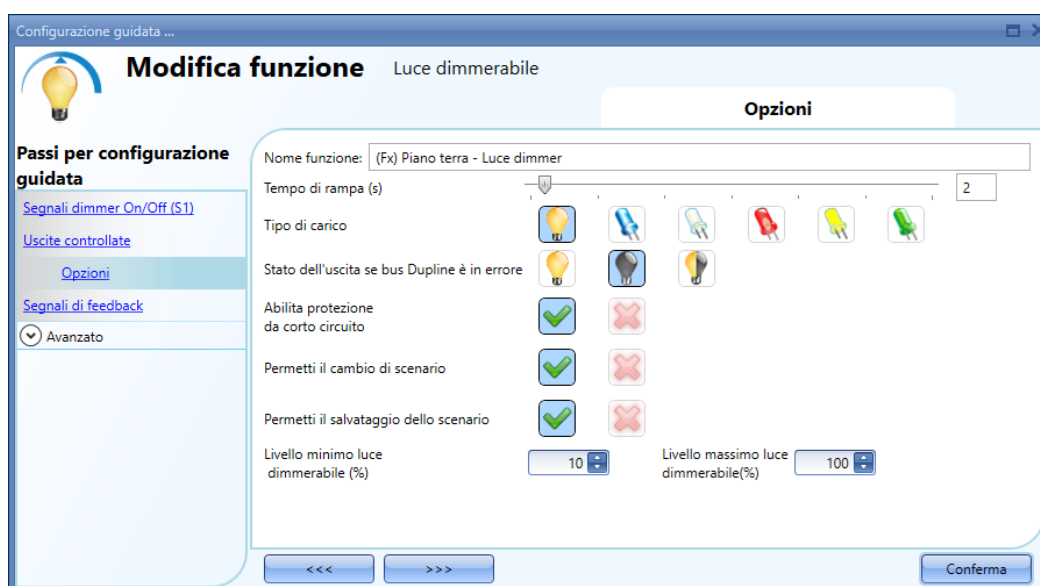 Configurazione guidata ...
Modifica funzione Luce dimmerabile
Opzioni
Passi per configurazione
guidata
Segnali dimmer On/Off (S1)
Uscite controllate
Opzioni
Segnali di feedback
Avanzato
Nome funzione: (Fx) Piano terra - Luce dimmer
Tempo di rampa (s) 2
Tipo di carico
Stato dell'uscita se bus Dupline è in errore
Abilita protezione
da corto circuito
Permetti il cambio di scenario
Permetti il salvataggio dello scenario
Livello minimo luce
dimmerabile (%) 10
Livello massimo luce
dimmerabile(%) 100
<<< >>> Conferma